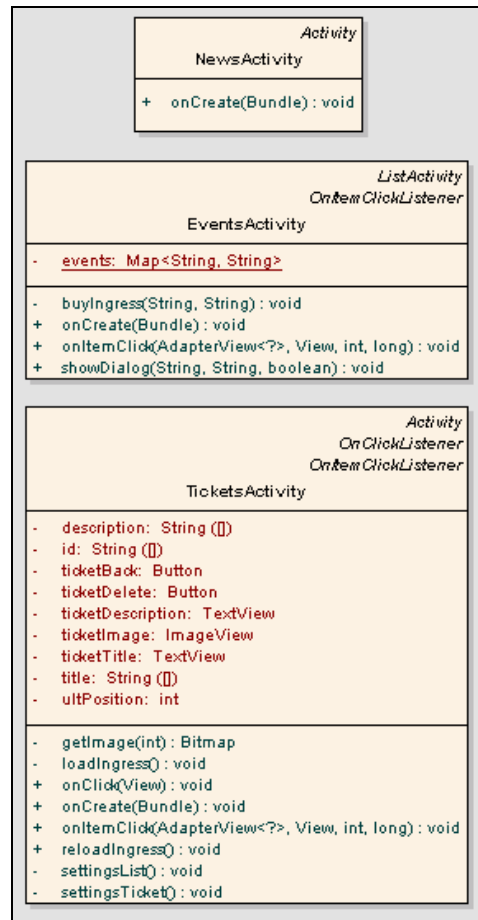 Activity
NewsActivity
+ onCreate(Bundle) : void
ListActivity
OnItemClickListener
EventsActivity
- events: Map<String, String>
- buyIngress(String, String) : void
+ onCreate(Bundle) : void
+ onItemClick(AdapterView<?>, View, int, long) : void
+ showDialog(String, String, boolean) : void
Activity
OnClickListener
OnItemClickListener
TicketsActivity
- description: String ([])
- id: String ([])
- ticketBack: Button
- ticketDelete: Button
- ticketDescription: TextView
- ticketImage: ImageView
- ticketTitle: TextView
- title: String ([])
- ultPosition: int
- getImage(int) : Bitmap
- loadIngress() : void
+ onClick(View) : void
+ onCreate(Bundle) : void
+ onItemClick(AdapterView<?>, View, int, long) : void
+ reloadIngress() : void
- settingsList() : void
- settingsTicket() : void